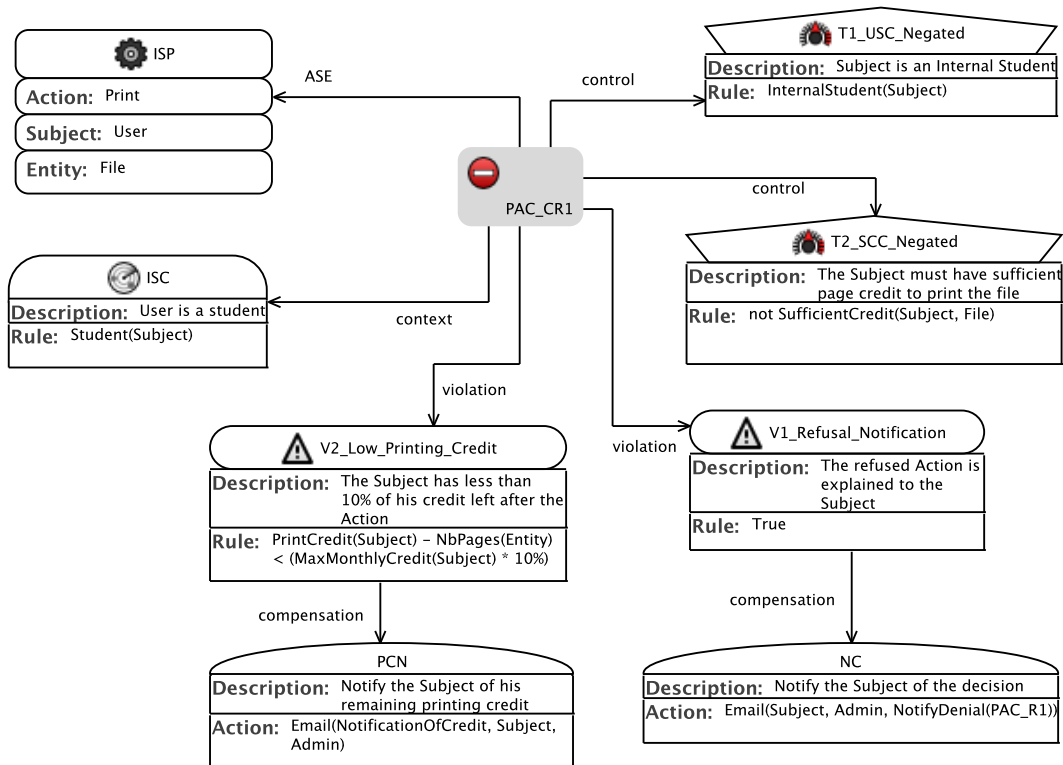 ISP
Action: Print
Subject: User
Entity: File
ASE
control
T1_USC_Negated
Description: Subject is an Internal Student
Rule: InternalStudent(Subject)
PAC_CR1
control
T2_SCC_Negated
Description: The Subject must have sufficient
page credit to print the file
Rule: not SufficientCredit(Subject, File)
ISC
Description: User is a student
Rule: Student(Subject)
context
violation
violation
V2_Low_Printing_Credit
Description: The Subject has less than
10% of his credit left after the
Action
Rule: PrintCredit(Subject) - NbPages(Entity)
< (MaxMonthlyCredit(Subject) * 10%)
V1_Refusal_Notification
Description: The refused Action is
explained to the
Subject
Rule: True
compensation
compensation
PCN
Description: Notify the Subject of his
remaining printing credit
Action: Email(NotificationOfCredit, Subject,
Admin)
NC
Description: Notify the Subject of the decision
Action: Email(Subject, Admin, NotifyDenial(PAC_R1))